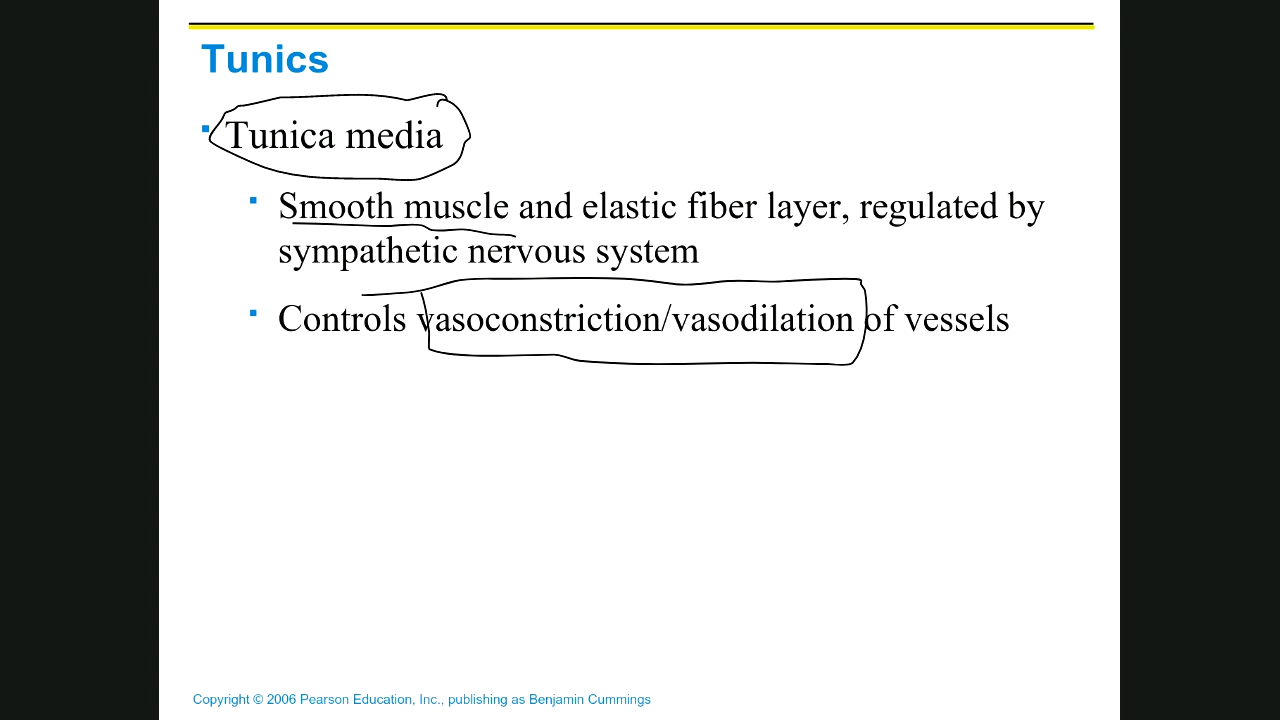 Tunics
Tunica media
Smooth muscle and elastic fiber layer, regulated by
sympathetic nervous system
Controls vasoconstriction/vasodilation of vessels
Copyright © 2006 Pearson Education, Inc., publishing as Benjamin Cummings